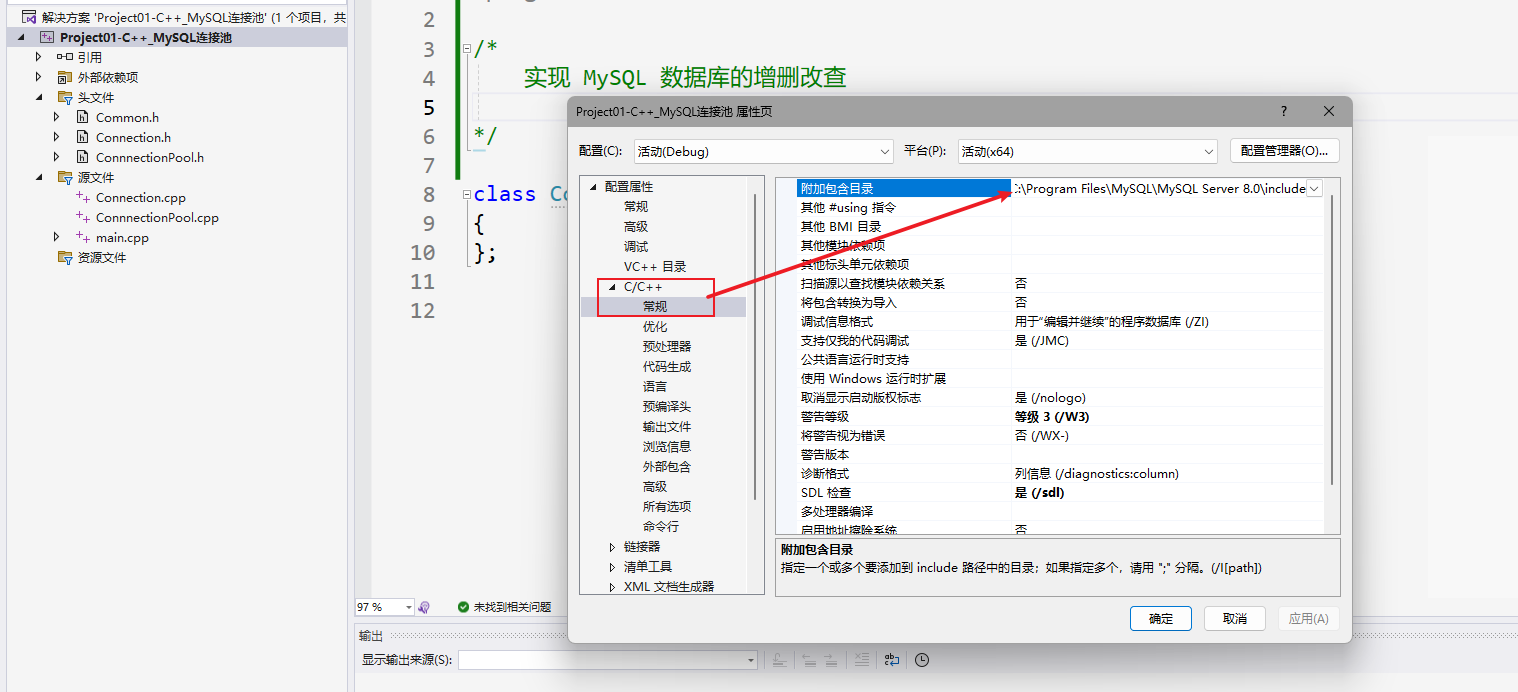 解决方案 'Project01-C++_MySQL连接池' (1 个项目，共
Project01-C++_MySQL连接池
引用
外部依赖项
头文件
Common.h
Connection.h
ConnnectionPool.h
源文件
Connection.cpp
ConnnectionPool.cpp
main.cpp
资源文件
2
3 /*
4 实现 MySQL 数据库的增删改查
5
6 */
7
8 class Co
9 {
10 };
11
12
97 %
未找到相关问题
输出
显示输出来源(S):
Project01-C++_MySQL连接池 属性页
?
配置(C):
活动(Debug)
平台(P):
活动(x64)
配置管理器(O)...
配置属性
常规
高级
调试
VC++ 目录
C/C++
常规
优化
预处理器
代码生成
语言
预编译头
输出文件
浏览信息
外部包含
高级
所有选项
命令行
链接器
清单工具
XML 文档生成器
附加包含目录 :\Program Files\MySQL\MySQL Server 8.0\include
其他 #using 指令
其他 BMI 目录
其他模块依赖项
其他标头单元依赖项
扫描源以查找模块依赖关系 否
将包含转换为导入 否
调试信息格式 用于“编辑并继续”的程序数据库 (/ZI)
支持仅我的代码调试 是 (/JMC)
公共语言运行时支持
使用 Windows 运行时扩展
取消显示启动版权标志 是 (/nologo)
警告等级 等级 3 (/W3)
将警告视为错误 否 (/WX-)
警告版本
诊断格式 列信息 (/diagnostics:column)
SDL 检查 是 (/sdl)
多处理器编译
启用地址擦除系统 否
附加包含目录
指定一个或多个要添加到 include 路径中的目录；如果指定多个，请用 ";" 分隔。(/I[path])
确定
取消
应用(A)